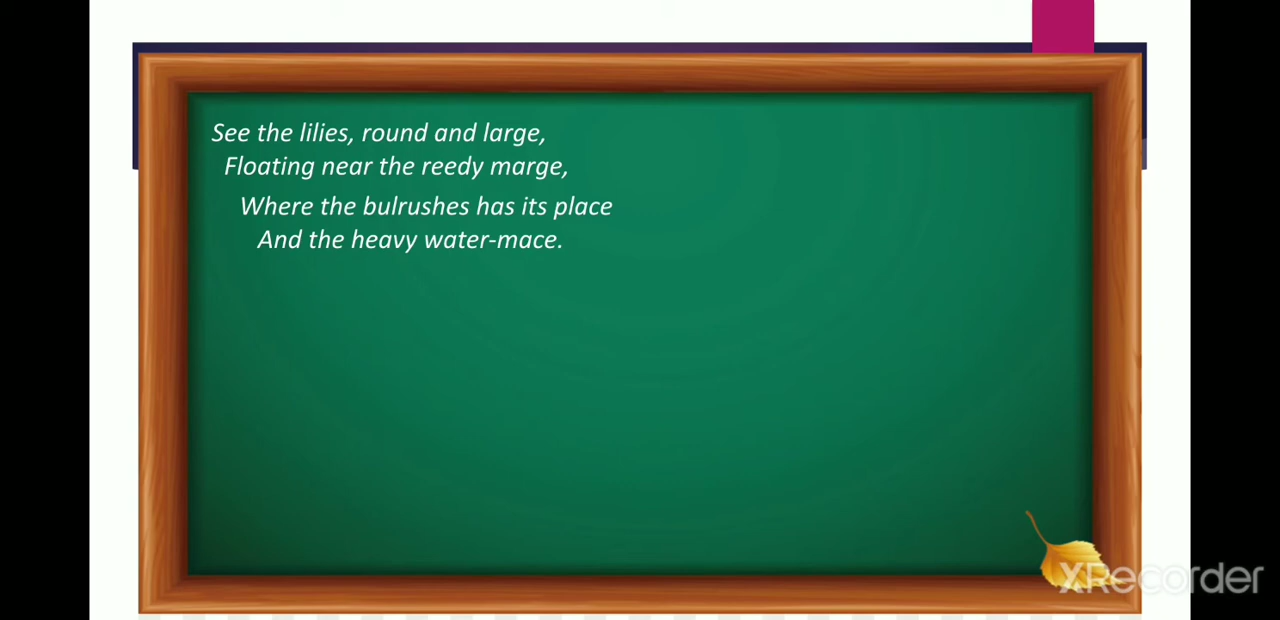 See the lilies, round and large,
Floating near the reedy marge,
Where the bulrushes has its place
And the heavy water-mace.
XRecorder